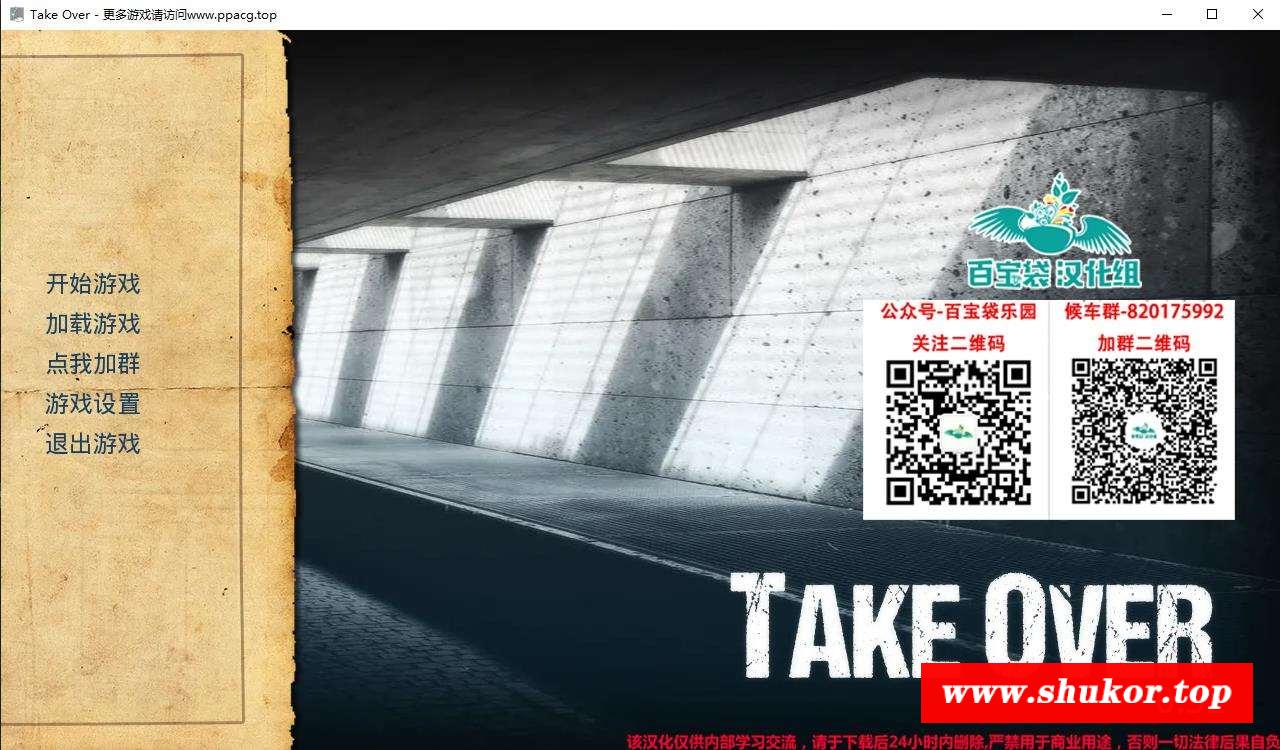 Take Over - 更多游戏请访问www.ppacg.top
开始游戏
加载游戏
点我加群
游戏设置
退出游戏
百宝袋 汉化组
公众号-百宝袋乐园
关注二维码
候车群-820175992
加群二维码
TAKE OVER
www.shukor.top
该汉化仅供内部学习交流，请于下载后24小时内删除,严禁用于商业用途，否则一切法律后果自负